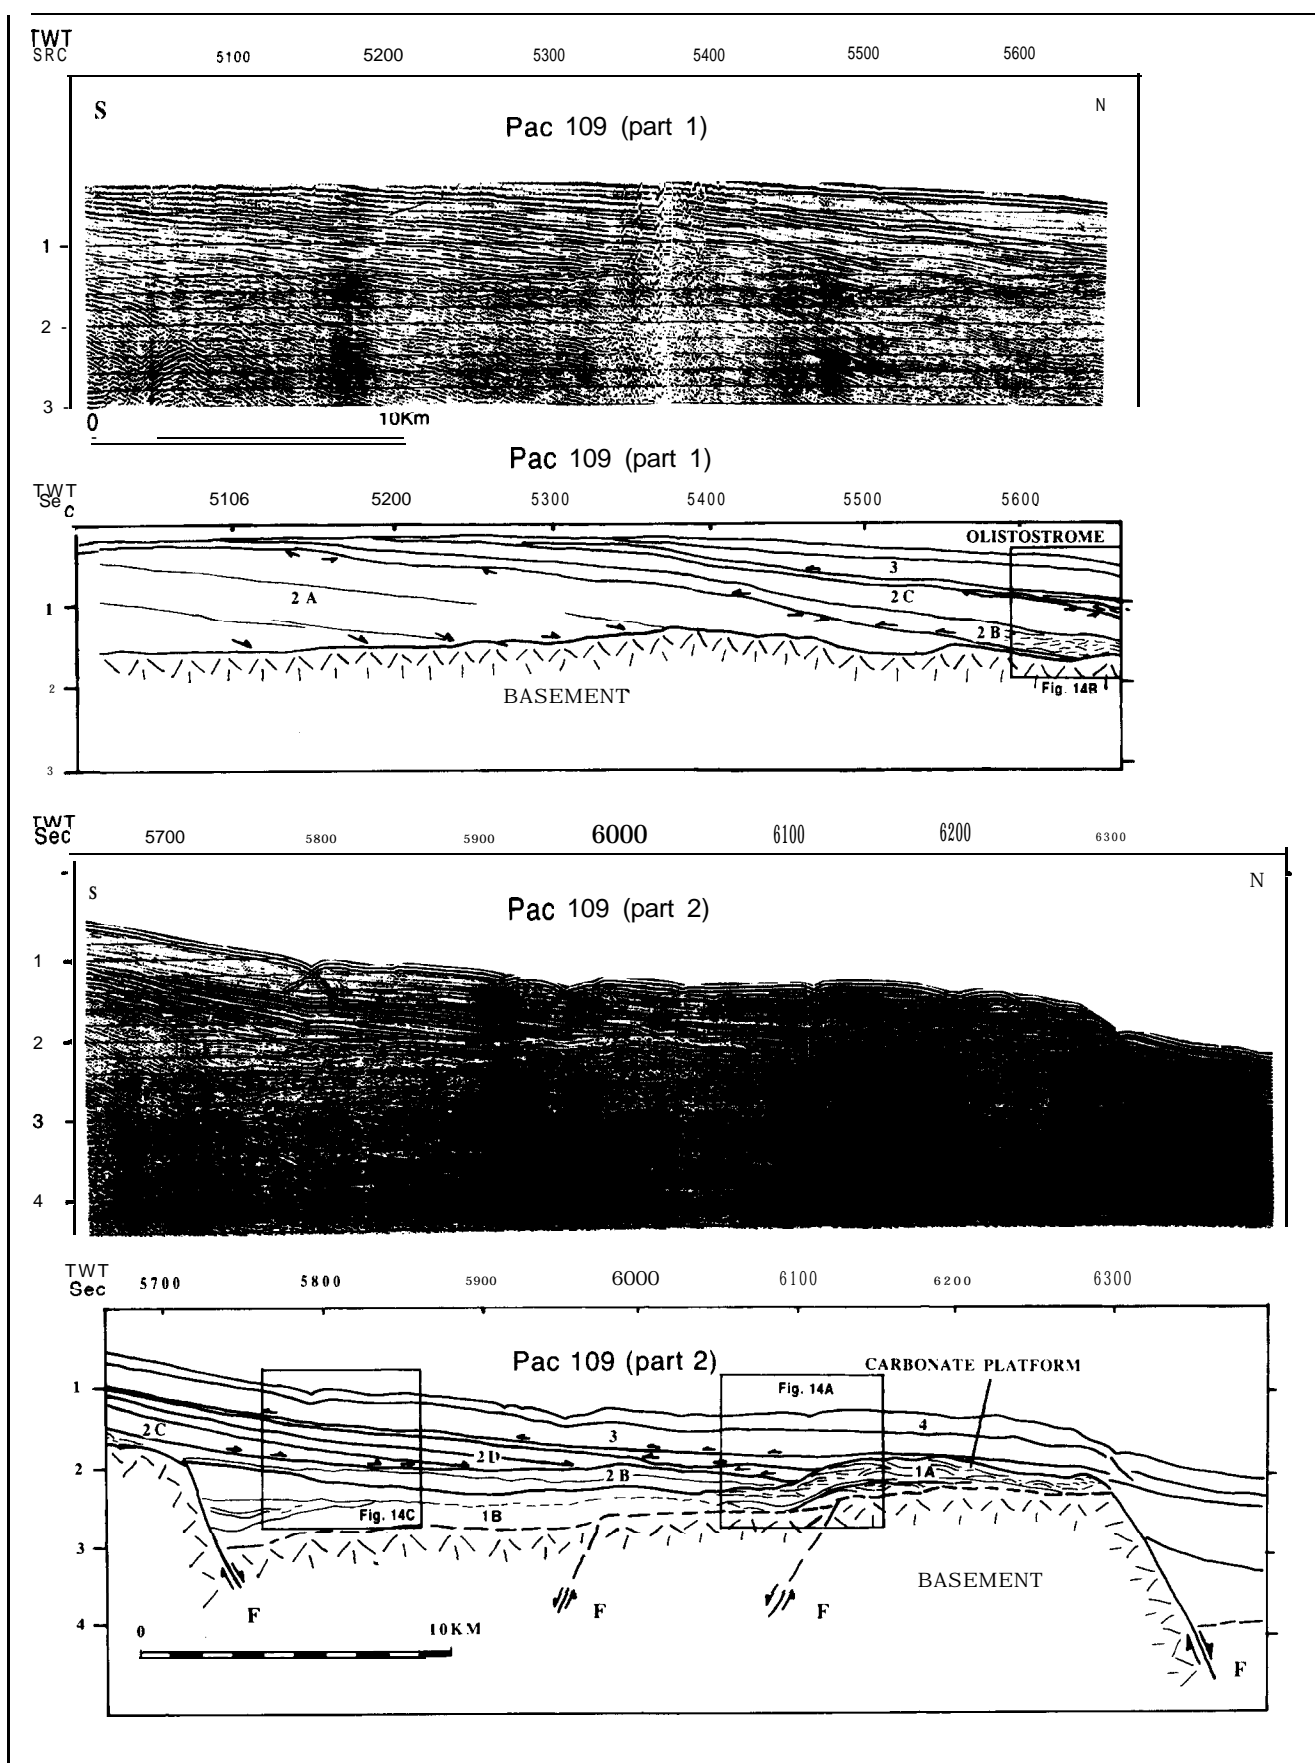 TWT
SRC 5100 5200 5300 5400 5500 5600
S N
Pac 109 (part 1)
1
2
3
0 10Km
Pac 109 (part 1)
TWT
Sec 5106 5200 5300 5400 5500 5600
OLISTOSTROME
3
2 A 2 C
1
2 B
2 BASEMENT Fig. 14B
3
TWT
Sec 5700 5800 5900 6000 6100 6200 6300
S N
Pac 109 (part 2)
1
2
3
4
TWT
Sec 5700 5800 5900 6000 6100 6200 6300
Pac 109 (part 2) CARBONATE PLATFORM
1 Fig. 14A
2 C 3 4
2D
2 2 B 1A
Fig. 14C 1B
3
BASEMENT
F F F
4 0 10KM
F